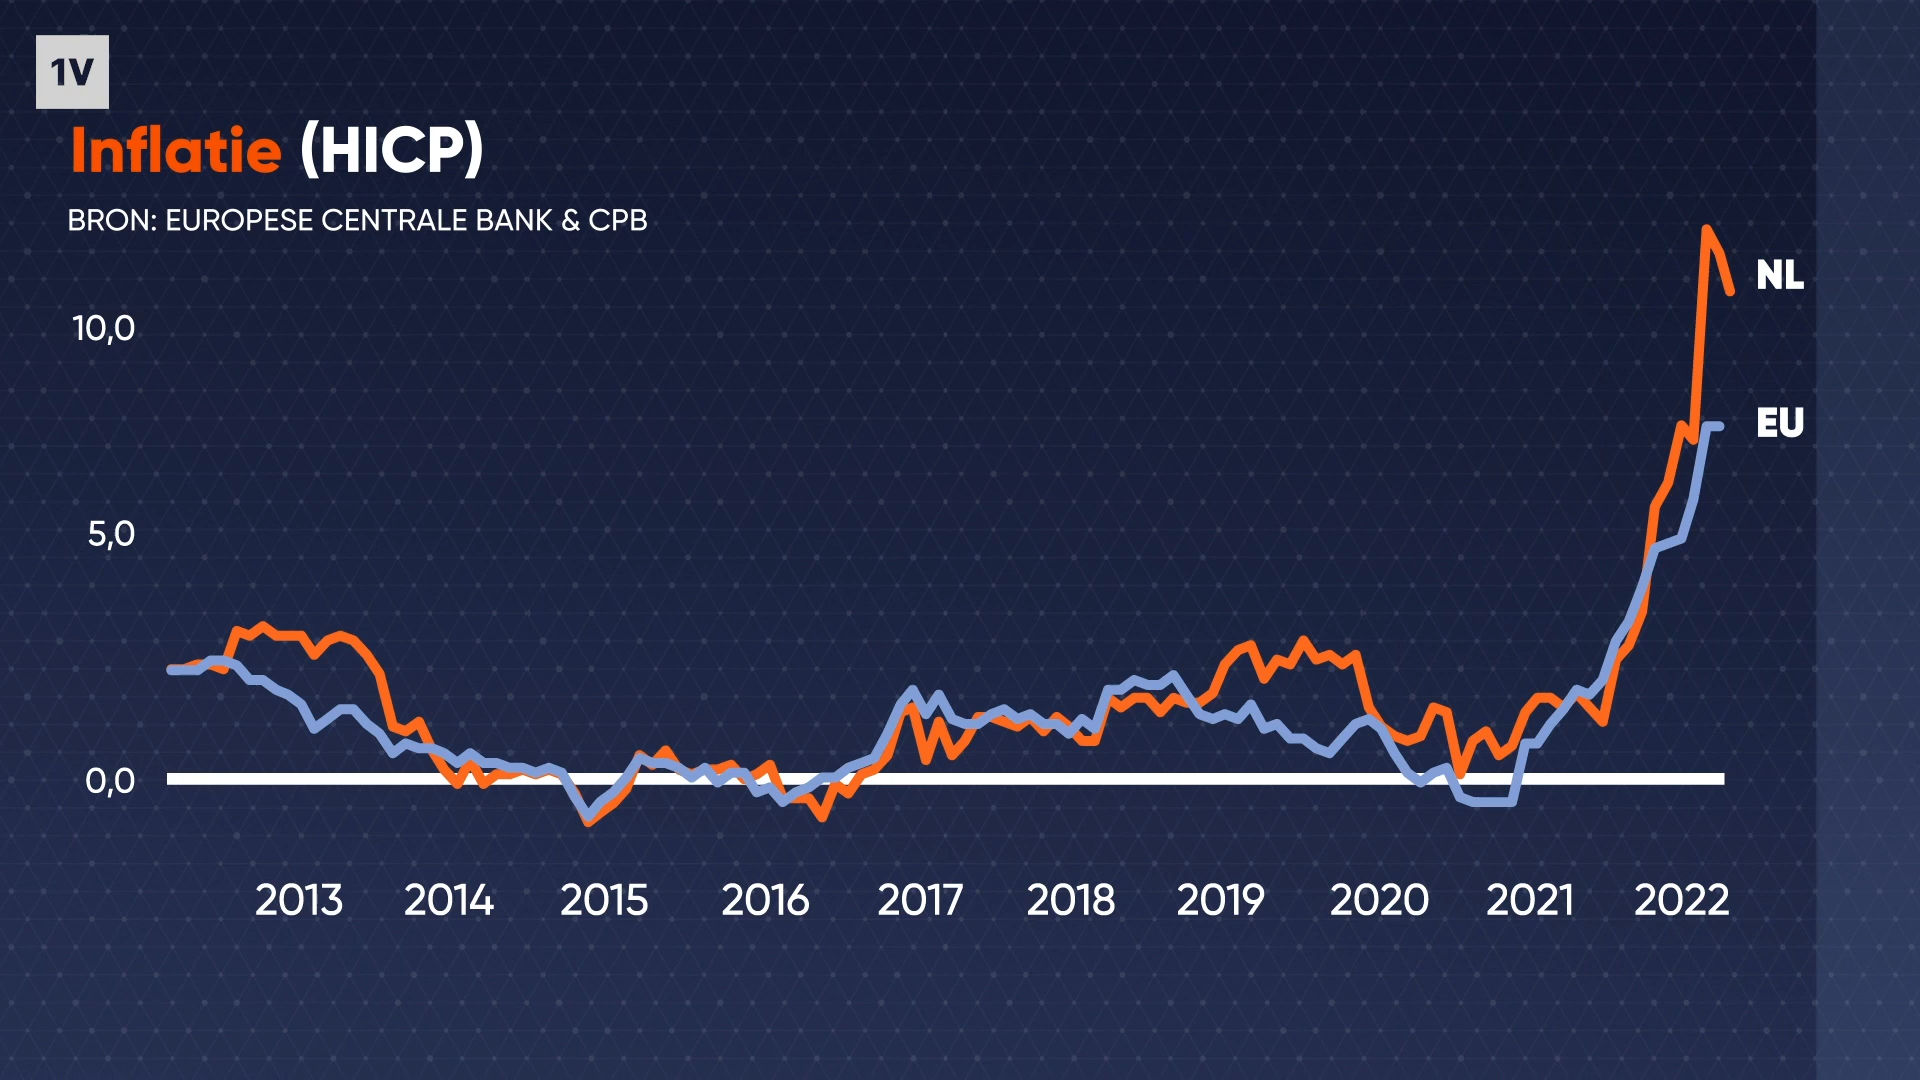 1V
Inflatie (HICP)
BRON: EUROPESE CENTRALE BANK & CPB
NL
10,0
EU
5,0
0,0
2013 2014 2015 2016 2017 2018 2019 2020 2021 2022